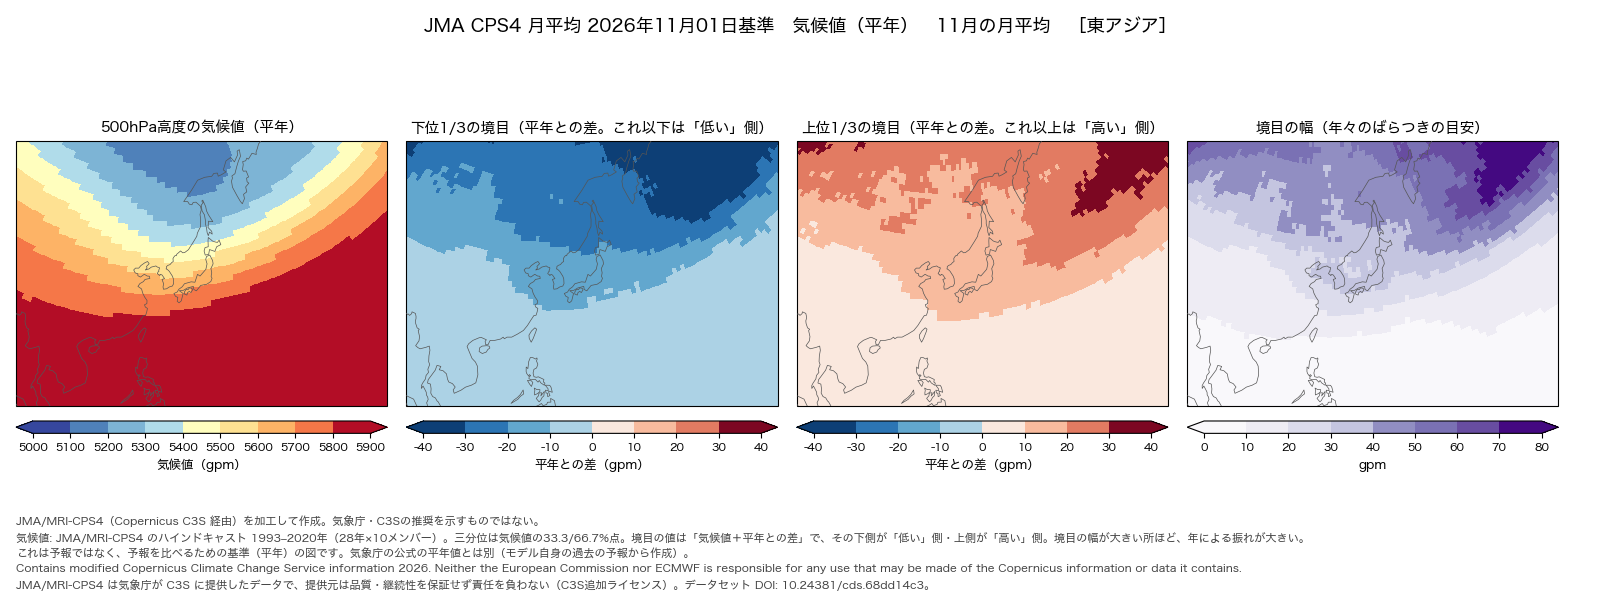 JMA CPS4 月平均 2026年11月01日基準　気候値（平年）　11月の月平均　［東アジア］
500hPa高度の気候値（平年）
下位1/3の境目（平年との差。これ以下は「低い」側）
上位1/3の境目（平年との差。これ以上は「高い」側）
境目の幅（年々のばらつきの目安）
5000 5100 5200 5300 5400 5500 5600 5700 5800 5900
気候値（gpm）
-40 -30 -20 -10 0 10 20 30 40
平年との差（gpm）
-40 -30 -20 -10 0 10 20 30 40
平年との差（gpm）
0 10 20 30 40 50 60 70 80
gpm
JMA/MRI-CPS4（Copernicus C3S 経由）を加工して作成。気象庁・C3Sの推奨を示すものではない。
気候値: JMA/MRI-CPS4 のハインドキャスト 1993–2020年（28年×10メンバー）。三分位は気候値の33.3/66.7%点。境目の値は「気候値＋平年との差」で、その下側が「低い」側・上側が「高い」側。境目の幅が大きい所ほど、年による振れが大きい。
これは予報ではなく、予報を比べるための基準（平年）の図です。気象庁の公式の平年値とは別（モデル自身の過去の予報から作成）。
Contains modified Copernicus Climate Change Service information 2026. Neither the European Commission nor ECMWF is responsible for any use that may be made of the Copernicus information or data it contains.
JMA/MRI-CPS4 は気象庁が C3S に提供したデータで、提供元は品質・継続性を保証せず責任を負わない（C3S追加ライセンス）。データセット DOI: 10.24381/cds.68dd14c3。